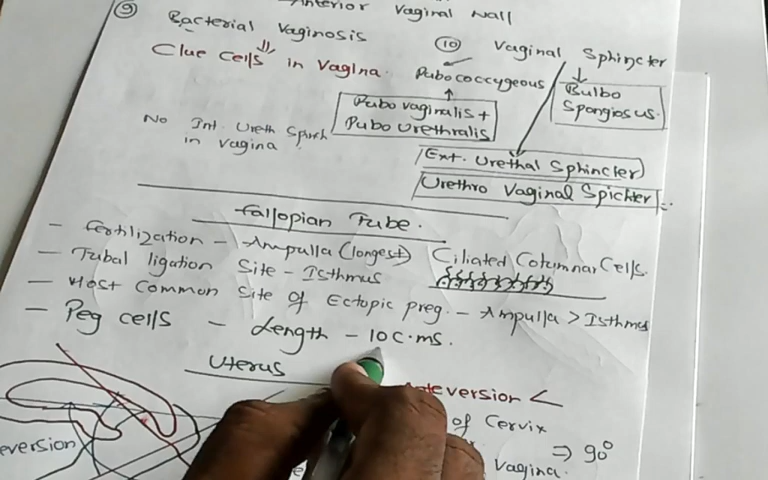 Anterior Vaginal Wall
⑨ Bacterial Vaginosis
Clue Cells in Vagina.
⑩ Vaginal Sphincter
Pubococcygeous
Bulbo
Spongiosus.
Pubo vaginalis +
Pubo urethralis
No Int. Ureth Spinch
in vagina
Ext. Urethal Sphincter
Urethro Vaginal Spichter
Fallopian Tube.
- Fertilization - Ampulla (longest) Ciliated Columnar Cells.
- Tubal ligation Site - Isthmus
- Most Common Site of Ectopic preg. - Ampulla > Isthmus
- Peg cells - Length - 10 C.ms.
Uterus
Anteversion <
of Cervix
eversion
⇒ 90°
Vagina.